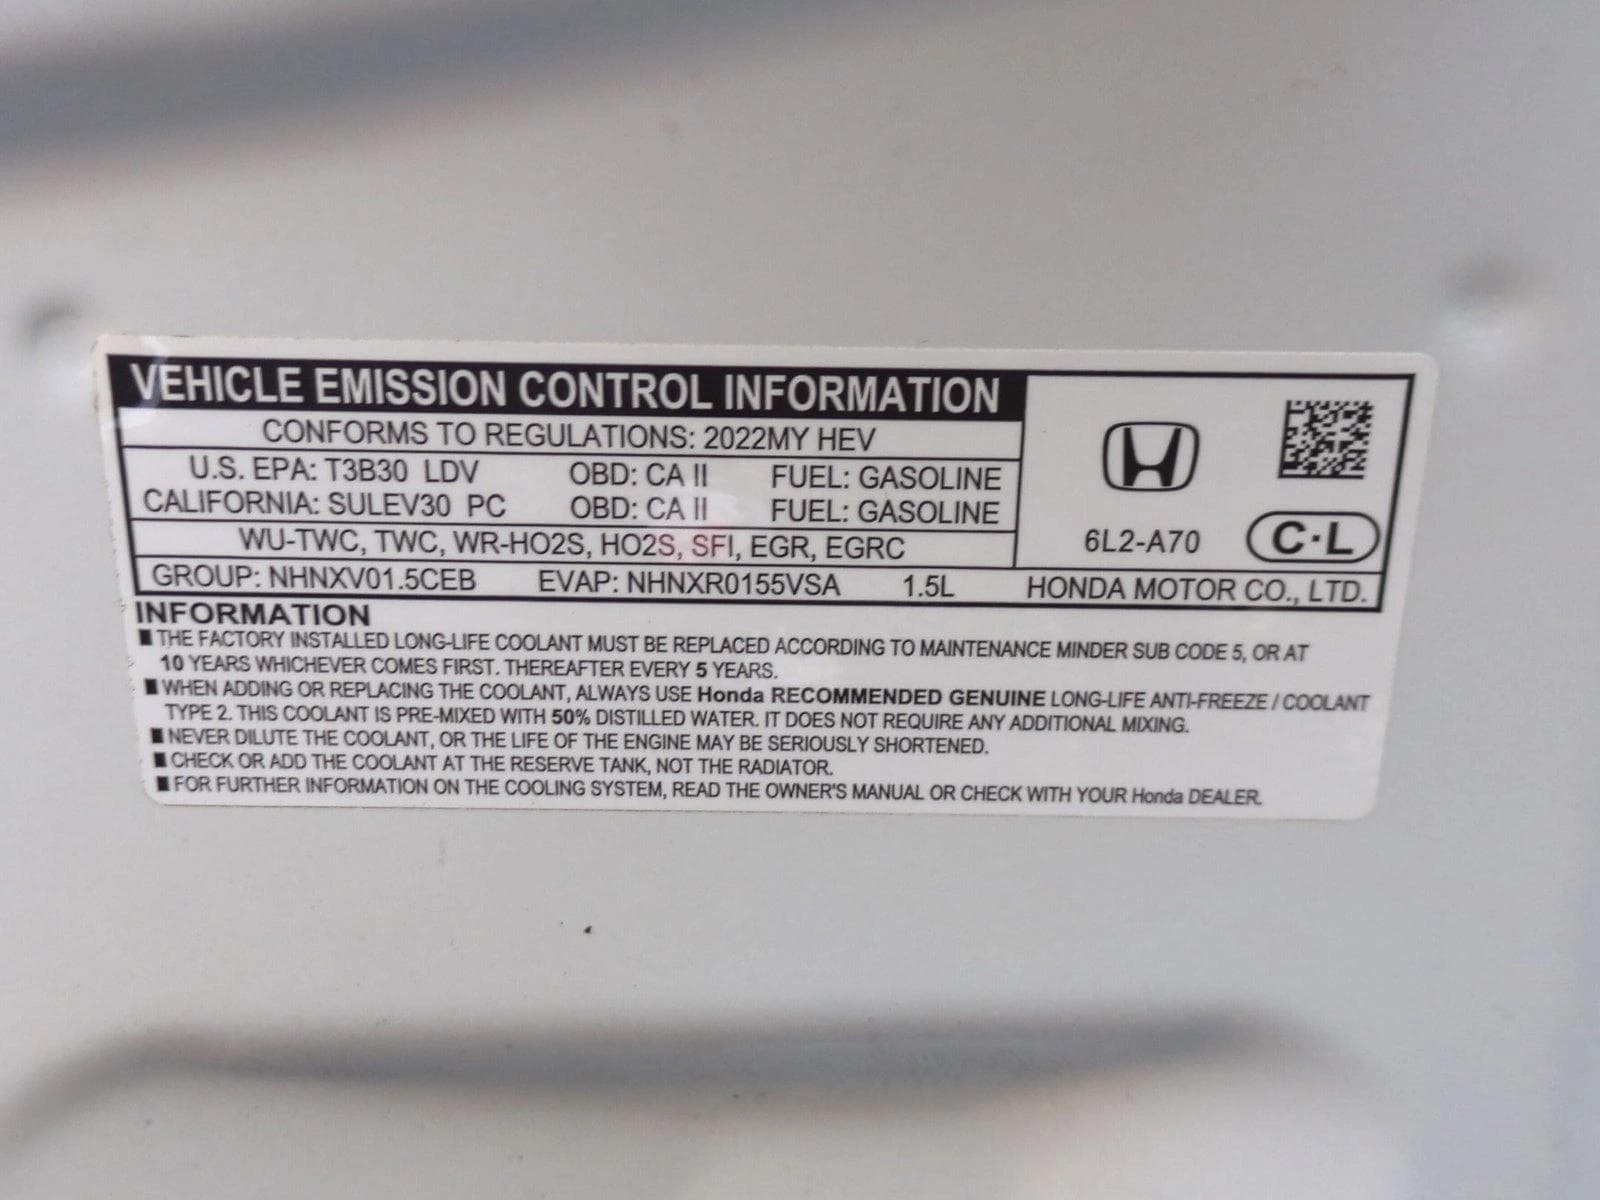 VEHICLE EMISSION CONTROL INFORMATION
CONFORMS TO REGULATIONS: 2022MY HEV
U.S. EPA: T3B30 LDV OBD: CA II FUEL: GASOLINE
CALIFORNIA: SULEV30 PC OBD: CA II FUEL: GASOLINE
WU-TWC, TWC, WR-HO2S, HO2S, SFI, EGR, EGRC
6L2-A70 C·L
GROUP: NHNXV01.5CEB EVAP: NHNXR0155VSA 1.5L HONDA MOTOR CO., LTD.
INFORMATION
■ THE FACTORY INSTALLED LONG-LIFE COOLANT MUST BE REPLACED ACCORDING TO MAINTENANCE MINDER SUB CODE 5, OR AT
10 YEARS WHICHEVER COMES FIRST. THEREAFTER EVERY 5 YEARS.
■ WHEN ADDING OR REPLACING THE COOLANT, ALWAYS USE Honda RECOMMENDED GENUINE LONG-LIFE ANTI-FREEZE / COOLANT
TYPE 2. THIS COOLANT IS PRE-MIXED WITH 50% DISTILLED WATER. IT DOES NOT REQUIRE ANY ADDITIONAL MIXING.
■ NEVER DILUTE THE COOLANT, OR THE LIFE OF THE ENGINE MAY BE SERIOUSLY SHORTENED.
■ CHECK OR ADD THE COOLANT AT THE RESERVE TANK, NOT THE RADIATOR.
■ FOR FURTHER INFORMATION ON THE COOLING SYSTEM, READ THE OWNER'S MANUAL OR CHECK WITH YOUR Honda DEALER.